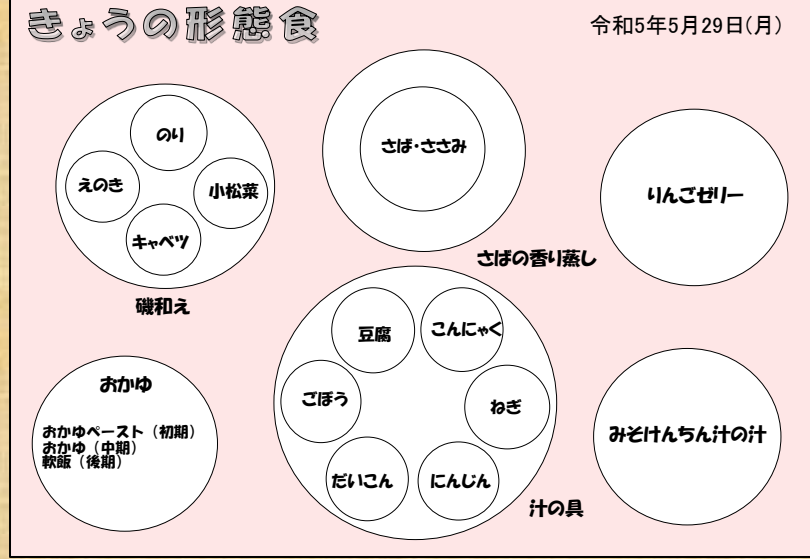 きょうの形態食
令和5年5月29日(月)
のり
えのき
小松菜
キャベツ
磯和え
さば・ささみ
さばの香り蒸し
りんごゼリー
おかゆ
おかゆペースト（初期）
おかゆ（中期）
軟飯（後期）
豆腐
こんにゃく
ごぼう
ねぎ
だいこん
にんじん
汁の具
みそけんちん汁の汁